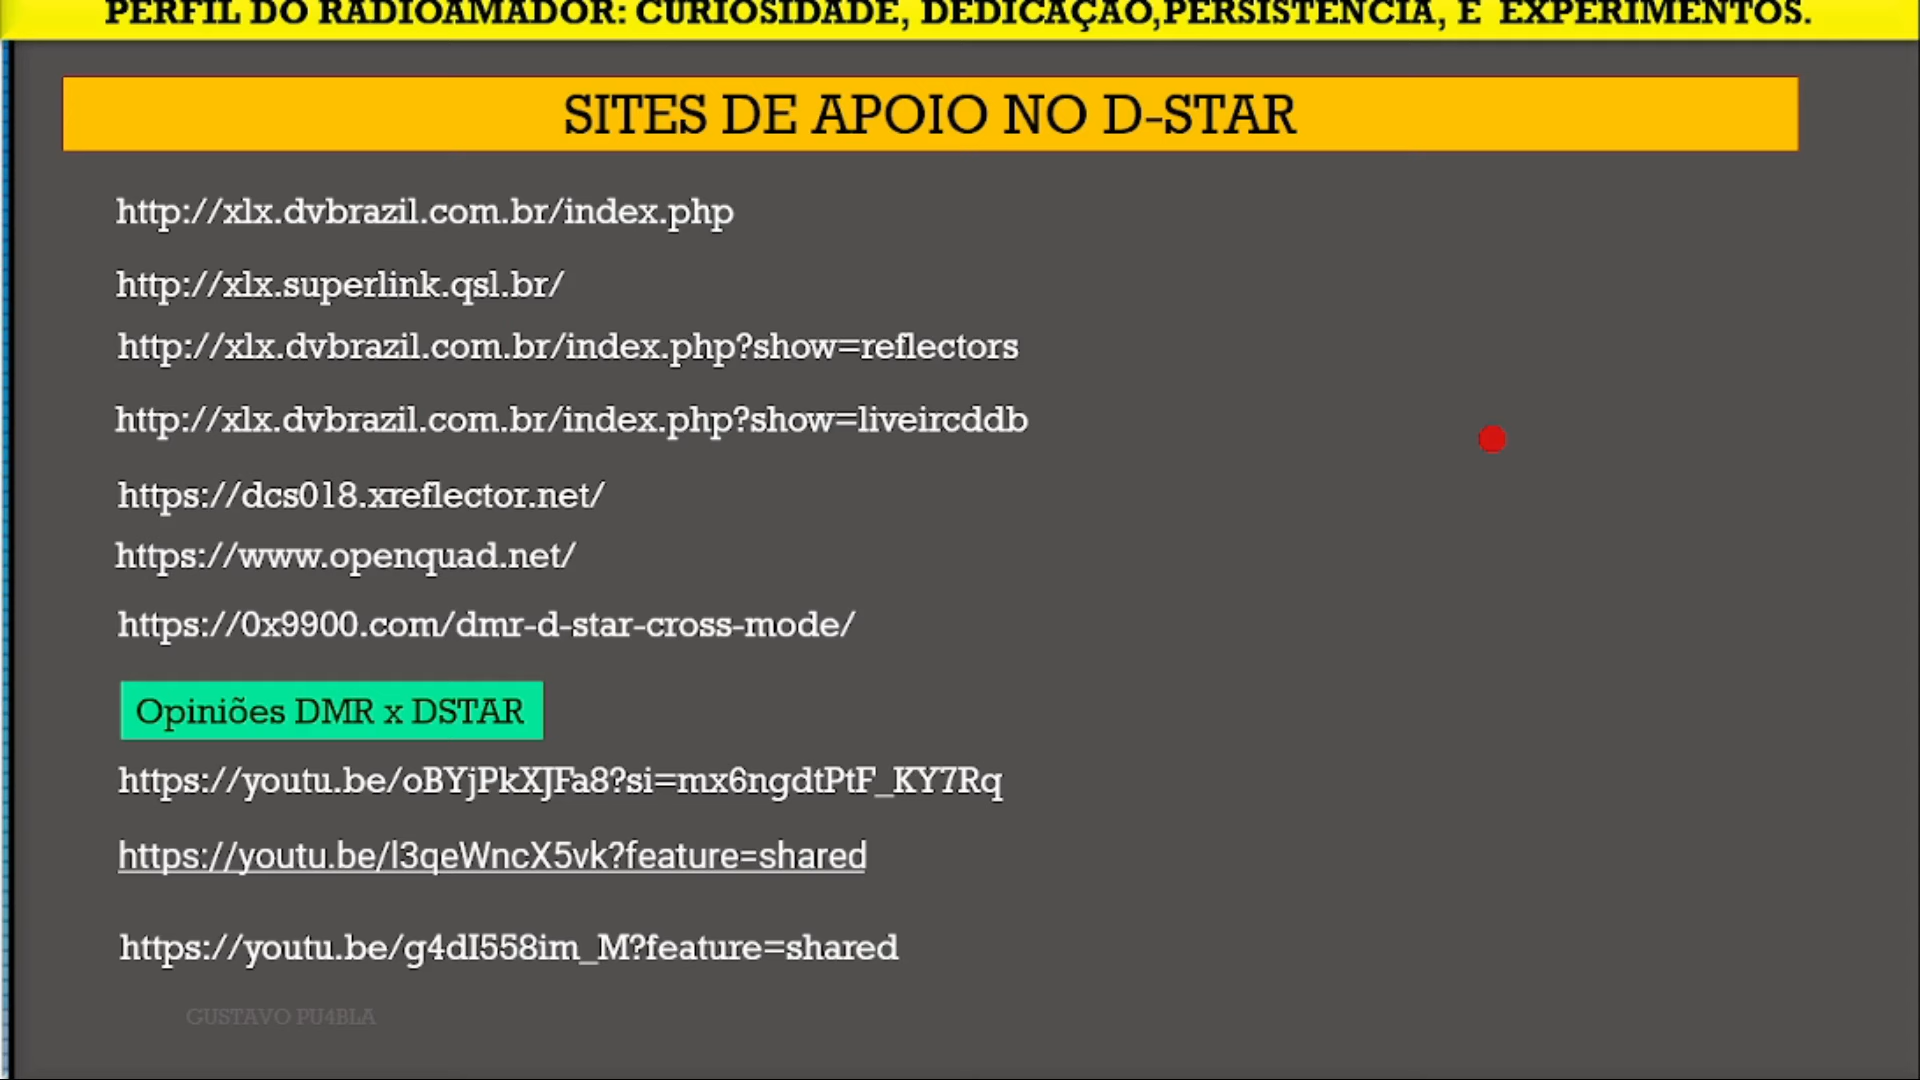 PERFIL DO RADIOAMADOR: CURIOSIDADE, DEDICAÇÃO,PERSISTÊNCIA, E EXPERIMENTOS.
SITES DE APOIO NO D-STAR
http://xlx.dvbrazil.com.br/index.php
http://xlx.superlink.qsl.br/
http://xlx.dvbrazil.com.br/index.php?show=reflectors
http://xlx.dvbrazil.com.br/index.php?show=liveircddb
https://dcs018.xreflector.net/
https://www.openquad.net/
https://0x9900.com/dmr-d-star-cross-mode/
Opiniões DMR x DSTAR
https://youtu.be/oBYjPkXJFa8?si=mx6ngdtPtF_KY7Rq
https://youtu.be/l3qeWncX5vk?feature=shared
https://youtu.be/g4dI558im_M?feature=shared
GUSTAVO PU4BLA